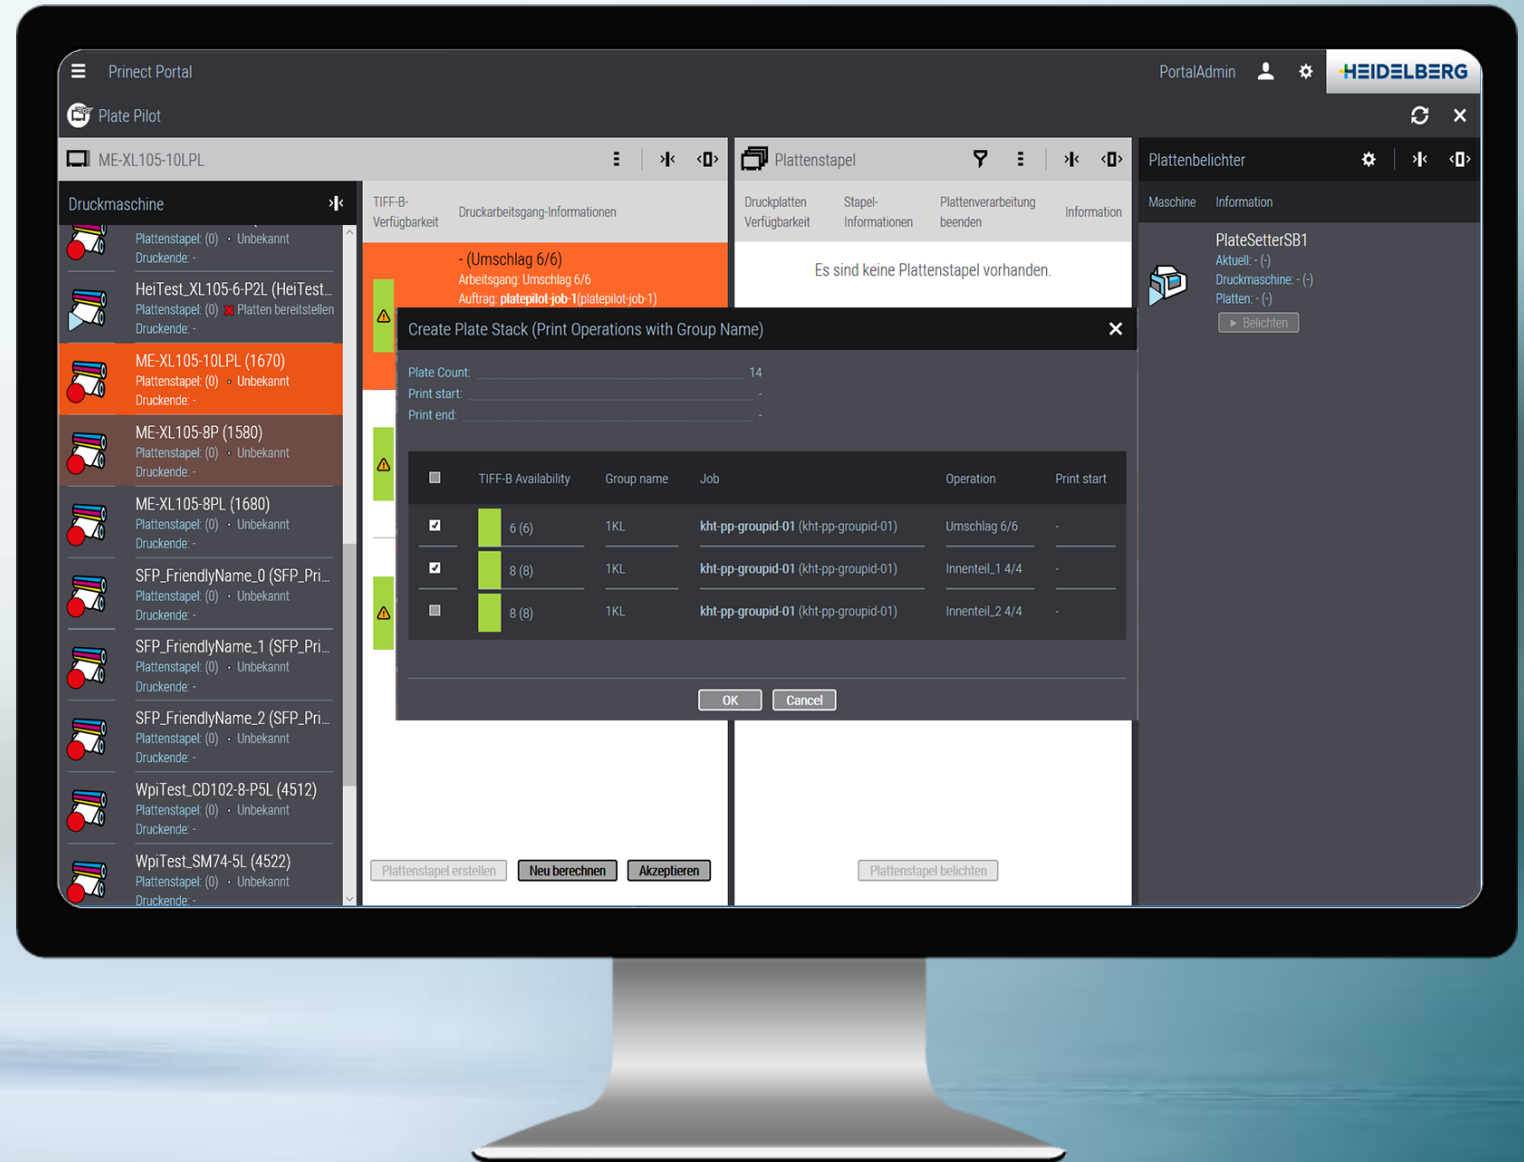 Prinect Portal
PortalAdmin
HEIDELBERG
Plate Pilot
ME-XL105-10LPL
Druckmaschine
Plattenstapel: (0) • Unbekannt
Druckende: -
HeiTest_XL105-6-P2L (HeiTest...
Plattenstapel: (0) Platten bereitstellen
Druckende: -
ME-XL105-10LPL (1670)
Plattenstapel: (0) • Unbekannt
Druckende: -
ME-XL105-8P (1580)
Plattenstapel: (0) • Unbekannt
Druckende: -
ME-XL105-8PL (1680)
Plattenstapel: (0) • Unbekannt
Druckende: -
SFP_FriendlyName_0 (SFP_Pri...
Plattenstapel: (0) • Unbekannt
Druckende: -
SFP_FriendlyName_1 (SFP_Pri...
Plattenstapel: (0) • Unbekannt
Druckende: -
SFP_FriendlyName_2 (SFP_Pri...
Plattenstapel: (0) • Unbekannt
Druckende: -
WpiTest_CD102-8-P5L (4512)
Plattenstapel: (0) • Unbekannt
Druckende: -
WpiTest_SM74-5L (4522)
Plattenstapel: (0) • Unbekannt
Druckende: -
TIFF-B-
Verfügbarkeit
Druckarbeitsgang-Informationen
- (Umschlag 6/6)
Arbeitsgang: Umschlag 6/6
Auftrag: platepilot-job-1(platepilot-job-1)
Plattenstapel erstellen
Neu berechnen
Akzeptieren
Plattenstapel
Druckplatten
Verfügbarkeit
Stapel-
Informationen
Plattenverarbeitung
beenden
Information
Es sind keine Plattenstapel vorhanden.
Plattenstapel belichten
Plattenbelichter
Maschine
Information
PlateSetterSB1
Aktuell: - (-)
Druckmaschine: - (-)
Platten: - (-)
Belichten
Create Plate Stack (Print Operations with Group Name)
Plate Count: 14
Print start: -
Print end: -
TIFF-B Availability Group name Job Operation Print start
6 (6) 1KL kht-pp-groupid-01 (kht-pp-groupid-01) Umschlag 6/6 -
8 (8) 1KL kht-pp-groupid-01 (kht-pp-groupid-01) Innenteil_1 4/4 -
8 (8) 1KL kht-pp-groupid-01 (kht-pp-groupid-01) Innenteil_2 4/4 -
OK
Cancel